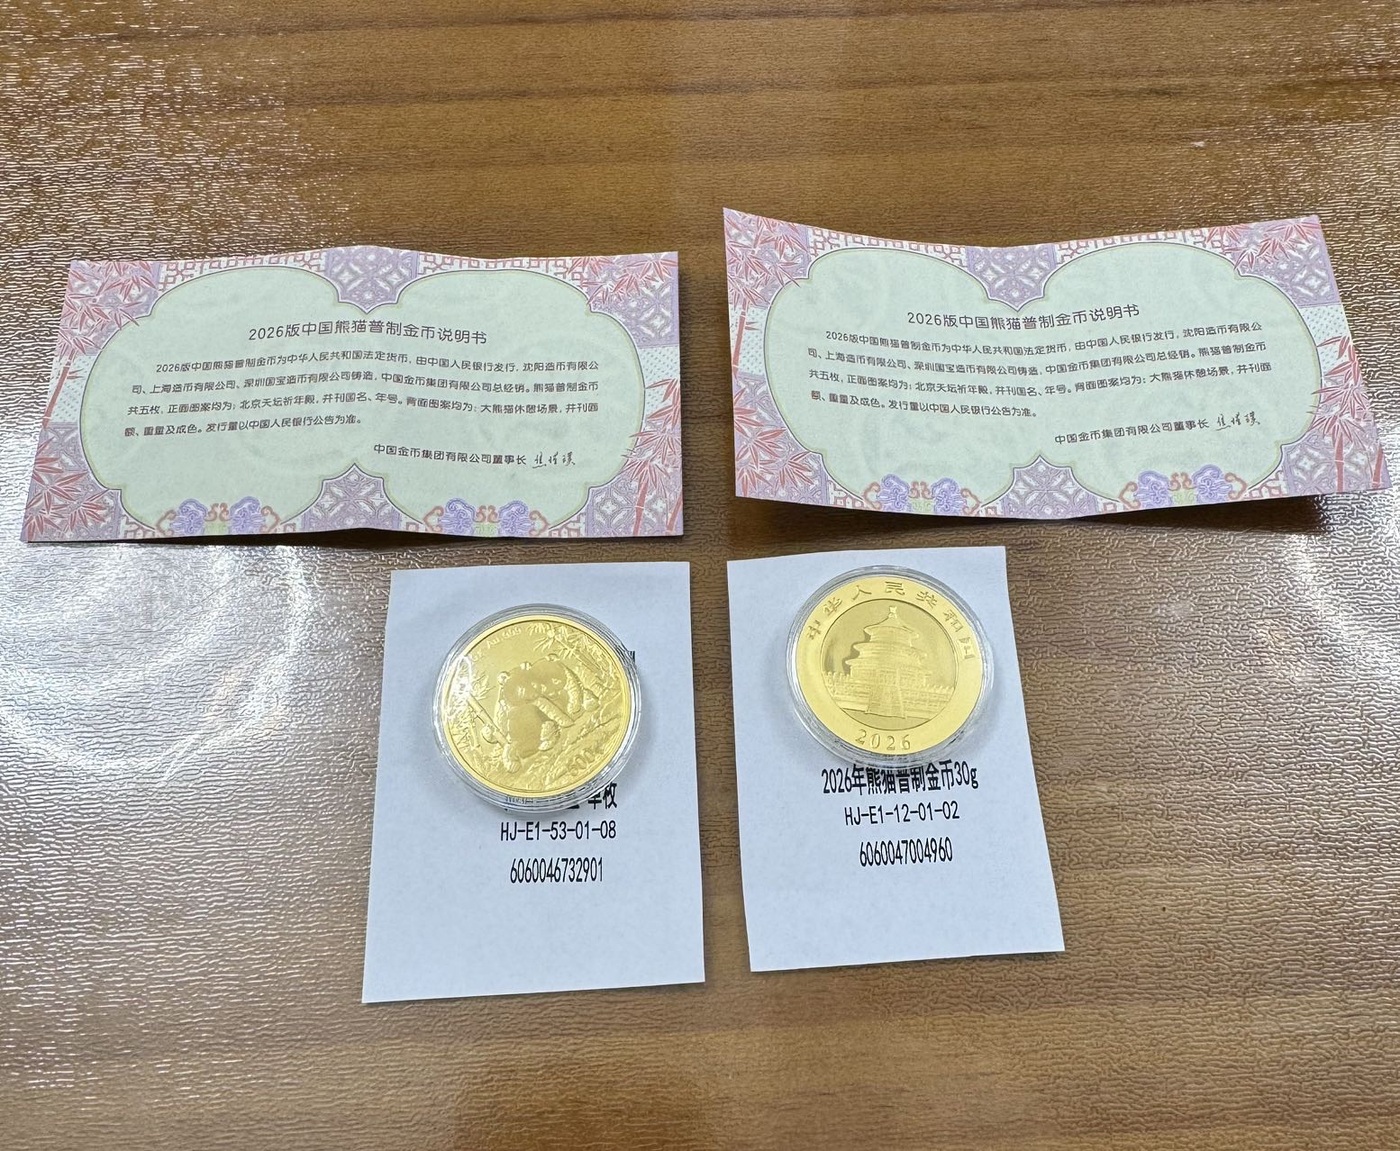 2026版中国熊猫普制金币说明书
2026版熊猫普制金币为中华人民共和国法定货币，由中国人民银行发行，沈阳造币有限公
司、上海造币有限公司、深圳国宝造币有限公司铸造，中国金币集团有限公司总经销。熊猫普制金币
共五枚，正面图案均为：北京天坛祈年殿，并刊国名、年号。背面图案均为：大熊猫休憩场景，并刊面
额、重量及成色。发行量以中国人民银行公告为准。
中国金币集团有限公司董事长
2026版中国熊猫普制金币说明书
2026版熊猫普制金币为中华人民共和国法定货币，由中国人民银行发行，沈阳造币有限公
司、上海造币有限公司、深圳国宝造币有限公司铸造，中国金币集团有限公司总经销。熊猫普制金币
共五枚，正面图案均为：北京天坛祈年殿，并刊国名、年号。背面图案均为：大熊猫休憩场景，并刊面
额、重量及成色。发行量以中国人民银行公告为准。
中国金币集团有限公司董事长
Au 999
HJ-E1-53-01-08
6060046732901
中华人民共和国
2026
2026年熊猫普制金币30g
HJ-E1-12-01-02
6060047004960